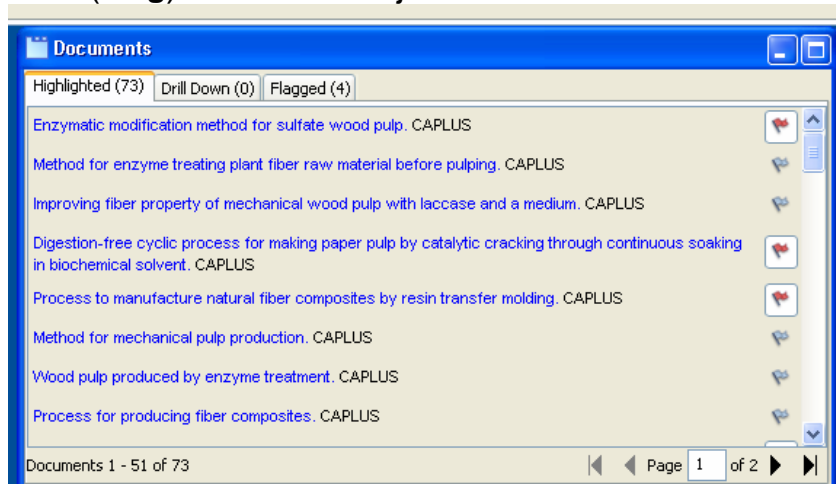 Documents
Highlighted (73) Drill Down (0) Flagged (4)
Enzymatic modification method for sulfate wood pulp. CAPLUS
Method for enzyme treating plant fiber raw material before pulping. CAPLUS
Improving fiber property of mechanical wood pulp with laccase and a medium. CAPLUS
Digestion-free cyclic process for making paper pulp by catalytic cracking through continuous soaking
in biochemical solvent. CAPLUS
Process to manufacture natural fiber composites by resin transfer molding. CAPLUS
Method for mechanical pulp production. CAPLUS
Wood pulp produced by enzyme treatment. CAPLUS
Process for producing fiber composites. CAPLUS
Documents 1 - 51 of 73 Page 1 of 2